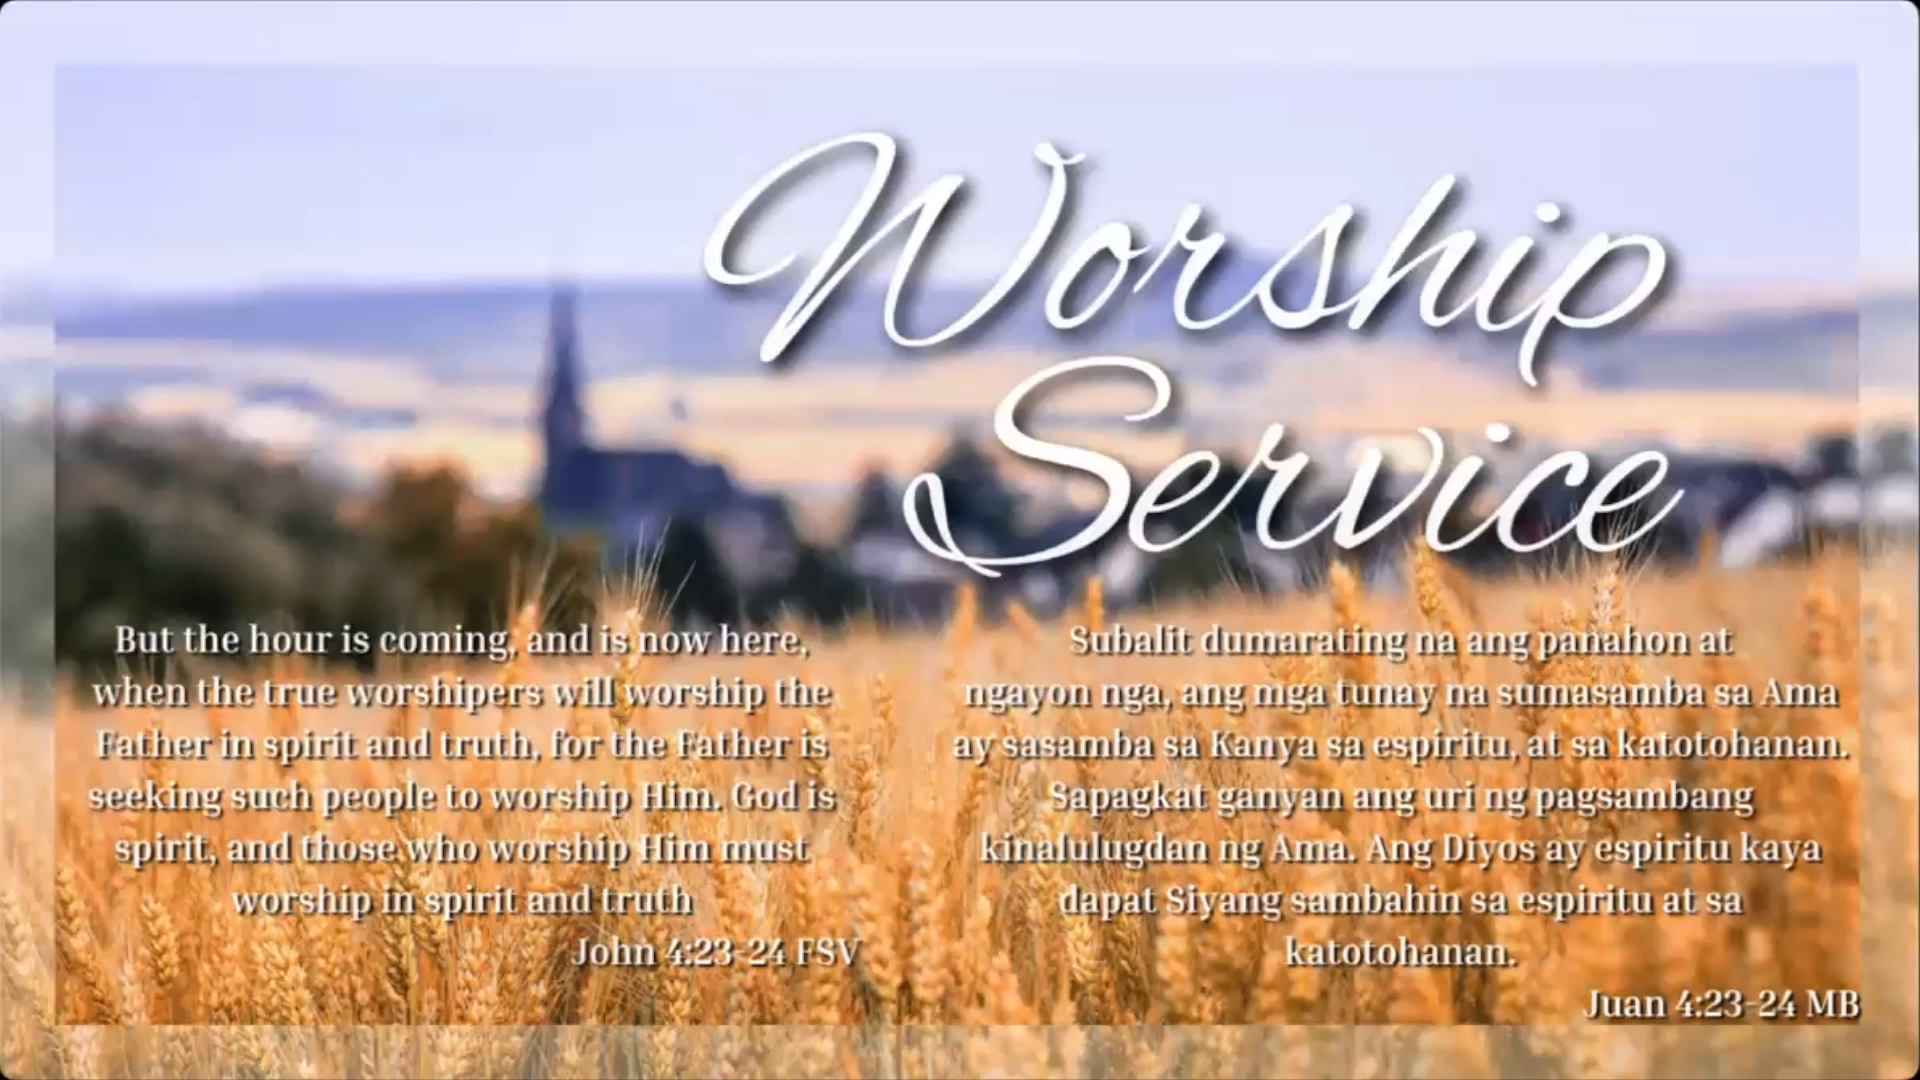 Worship
Service
But the hour is coming, and is now here,
when the true worshipers will worship the
Father in spirit and truth, for the Father is
seeking such people to worship Him. God is
spirit, and those who worship Him must
worship in spirit and truth
John 4:23-24 FSV
Subalit dumarating na ang panahon at
ngayon nga, ang mga tunay na sumasamba sa Ama
ay sasamba sa Kanya sa espiritu, at sa katotohanan.
Sapagkat ganyan ang uri ng pagsambang
kinalulugdan ng Ama. Ang Diyos ay espiritu kaya
dapat Siyang sambahin sa espiritu at sa
katotohanan.
Juan 4:23-24 MB